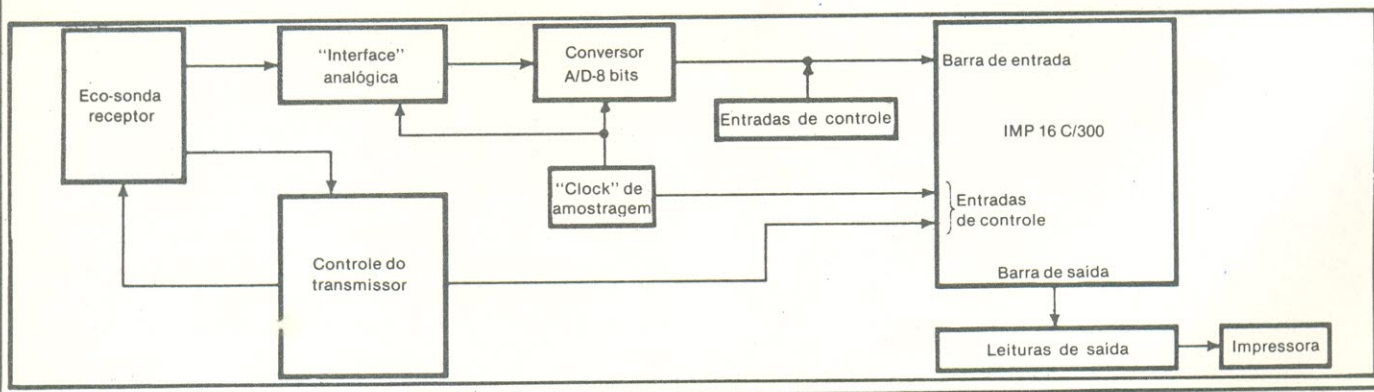 Eco-sonda
receptor
"Interface"
analógica
Conversor
A/D-8 bits
Entradas de controle
"Clock" de
amostragem
Controle do
transmissor
Barra de entrada
IMP 16 C/300
Entradas
de controle
Barra de saída
Leituras de saída
Impressora